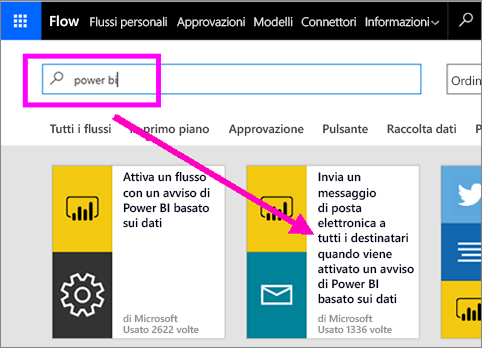 Flow Flussi personali Approvazioni Modelli Connettori Informazioni
power bi
Ordin
Tutti i flussi primo piano Approvazione Pulsante Raccolta dati P
Attiva un flusso
con un avviso di
Power BI basato
sui dati
di Microsoft
Usato 2622 volte
Invia un
messaggio
di posta
elettronica a
tutti i destinatari
quando viene
attivato un avviso
di Power BI
basato sui dati
di Microsoft
Usato 1336 volte